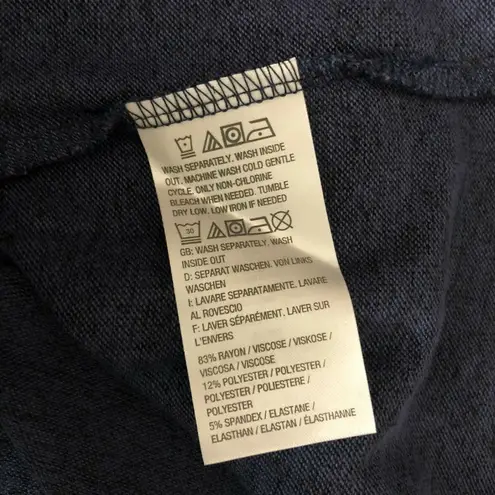 WASH SEPARATELY. WASH INSIDE
OUT. MACHINE WASH COLD GENTLE
CYCLE. ONLY NON-CHLORINE
BLEACH WHEN NEEDED. TUMBLE
DRY LOW. LOW IRON IF NEEDED
30
GB: WASH SEPARATELY. WASH
INSIDE OUT
D: SEPARAT WASCHEN. VON LINKS
WASCHEN
I: LAVARE SEPARATAMENTE. LAVARE
AL ROVESCIO
F: LAVER SÉPARÉMENT. LAVER SUR
L'ENVERS
83% RAYON / VISCOSE / VISKOSE /
VISCOSA / VISCOSE
12% POLYESTER / POLYESTER /
POLYESTER / POLIESTERE /
POLYESTER
5% SPANDEX / ELASTANE /
ELASTHAN / ELASTAN / ÉLASTHANNE